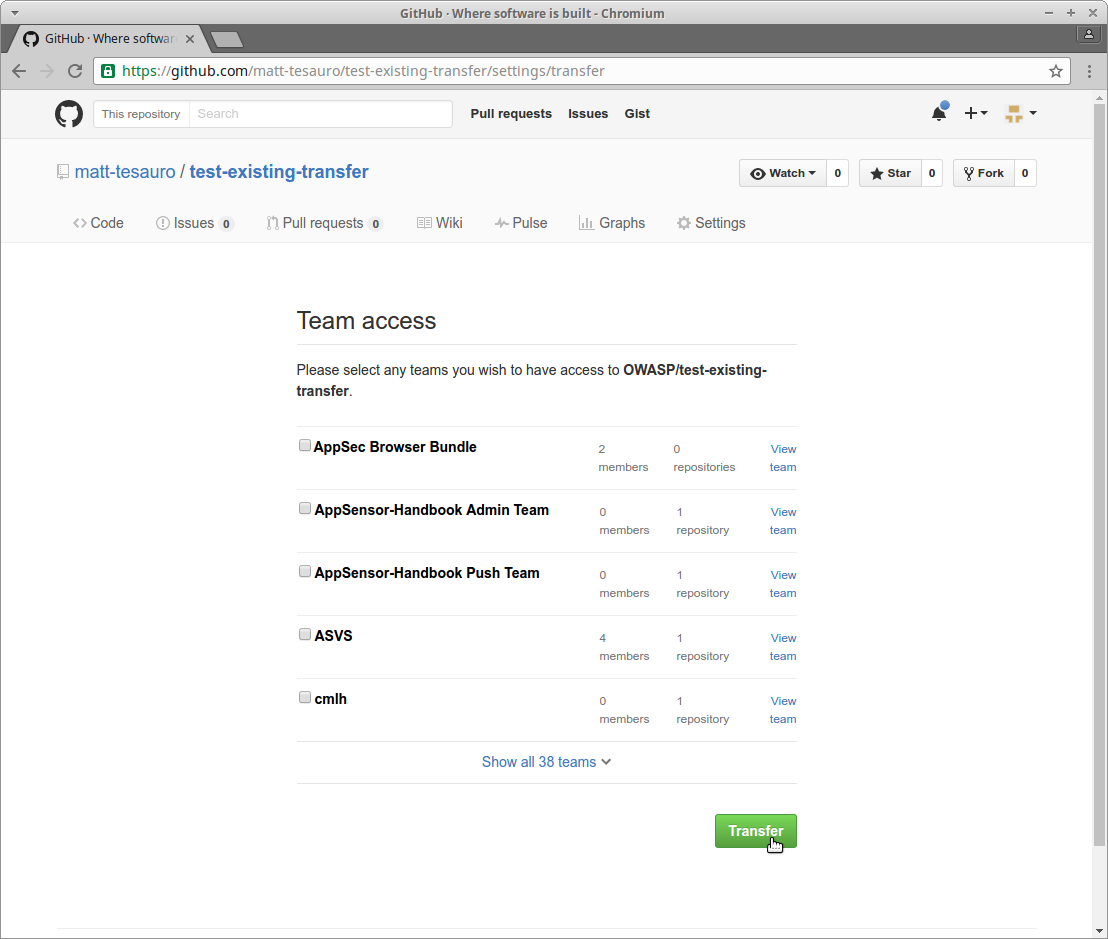 GitHub · Where software is built - Chromium
GitHub · Where softwar
https://github.com/matt-tesauro/test-existing-transfer/settings/transfer
This repository Search Pull requests Issues Gist
matt-tesauro / test-existing-transfer Watch 0 Star 0 Fork 0
Code Issues 0 Pull requests 0 Wiki Pulse Graphs Settings
Team access
Please select any teams you wish to have access to OWASP/test-existing-
transfer.
AppSec Browser Bundle 2 0 View
members repositories team
AppSensor-Handbook Admin Team 0 1 View
members repository team
AppSensor-Handbook Push Team 0 1 View
members repository team
ASVS 4 1 View
members repository team
cmlh 0 1 View
members repository team
Show all 38 teams
Transfer